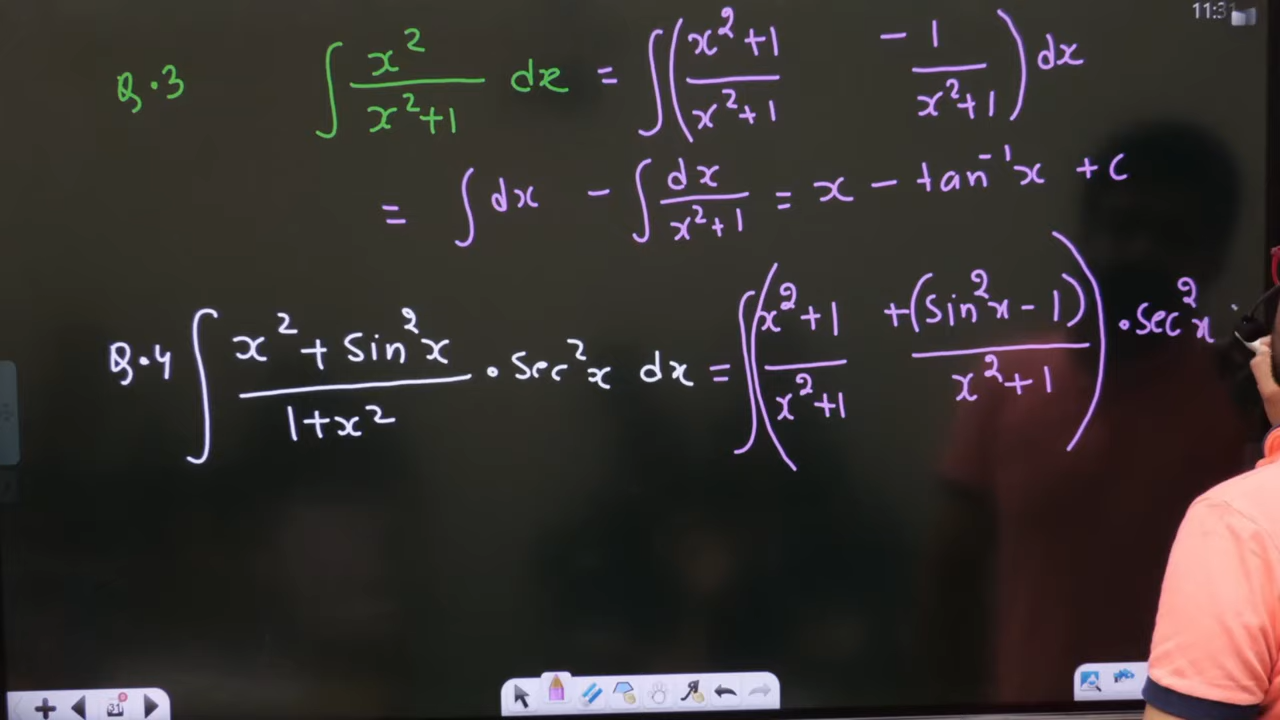 11:31
Q.3 ∫ x²/(x²+1) dx = ∫ ( (x²+1)/(x²+1) - 1/(x²+1) ) dx
= ∫ dx - ∫ dx/(x²+1) = x - tan⁻¹x + c
Q.4 ∫ (x² + sin²x)/(1+x²) • sec²x dx = ∫ ( (x²+1)/(x²+1) + (sin²x - 1)/(x²+1) ) • sec²x
31